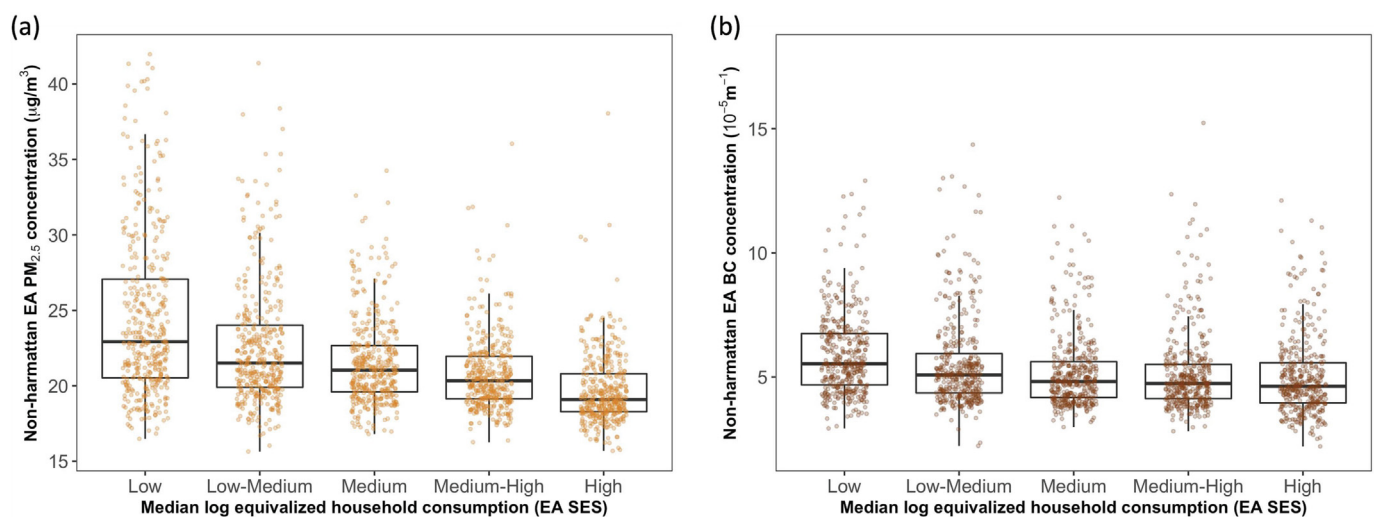 (a)
Non-harmattan EA PM2.5 concentration (μg/m³)
40
35
30
25
20
15
Low Low-Medium Medium Medium-High High
Median log equivalized household consumption (EA SES)
(b)
Non-harmattan EA BC concentration (10⁻⁵m⁻¹)
15
10
5
Low Low-Medium Medium Medium-High High
Median log equivalized household consumption (EA SES)